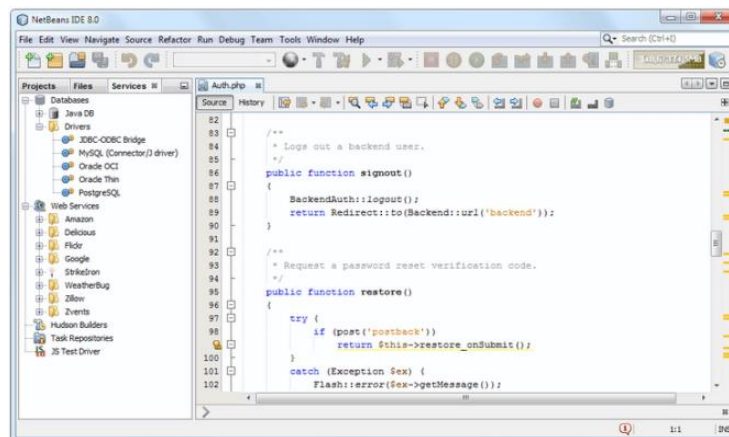 NetBeans IDE 8.0
File Edit View Navigate Source Refactor Run Debug Team Tools Window Help
Search (Ctrl+I)
Projects Files Services
Auth.php
Source History
Databases
Java DB
Drivers
JDBC-ODBC Bridge
MySQL (Connector/J driver)
Oracle OCI
Oracle Thin
PostgreSQL
Web Services
Amazon
Delicious
Flickr
Google
StrikeIron
WeatherBug
Zillow
Zvents
Hudson Builders
Task Repositories
JS Test Driver
82
83 /**
84 * Logs out a backend user.
85 */
86 public function signout()
87 {
88 BackendAuth::logout();
89 return Redirect::to(Backend::url('backend'));
90 }
91
92 /**
93 * Request a password reset verification code.
94 */
95 public function restore()
96 {
97 try {
98 if (post('postback'))
return $this->restore_onSubmit();
100 }
101 catch (Exception $ex) {
102 Flash::error($ex->getMessage());
1:1 INS